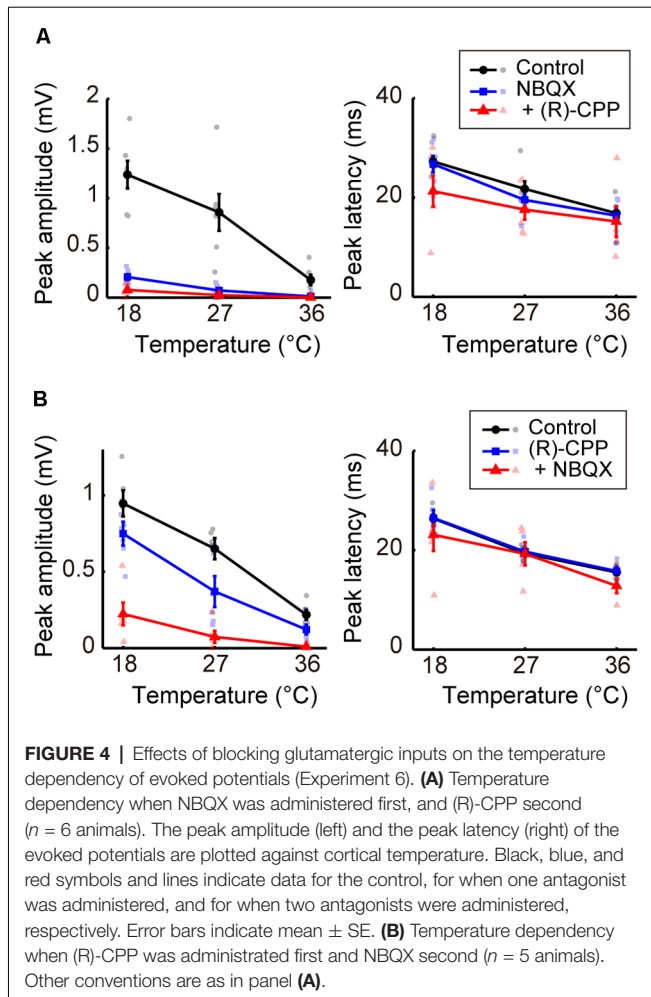 A
Control
NBQX
+ (R)-CPP
Peak amplitude (mV)
2
1.5
1
0.5
0
18 27 36
Temperature (°C)
Peak latency (ms)
40
20
0
18 27 36
Temperature (°C)
B
Control
(R)-CPP
+ NBQX
Peak amplitude (mV)
1
0.5
0
18 27 36
Temperature (°C)
Peak latency (ms)
40
20
0
18 27 36
Temperature (°C)
FIGURE 4 | Effects of blocking glutamatergic inputs on the temperature
dependency of evoked potentials (Experiment 6). (A) Temperature
dependency when NBQX was administered first, and (R)-CPP second
(n = 6 animals). The peak amplitude (left) and the peak latency (right) of the
evoked potentials are plotted against cortical temperature. Black, blue, and
red symbols and lines indicate data for the control, for when one antagonist
was administered, and for when two antagonists were administered,
respectively. Error bars indicate mean ± SE. (B) Temperature dependency
when (R)-CPP was administrated first and NBQX second (n = 5 animals).
Other conventions are as in panel (A).